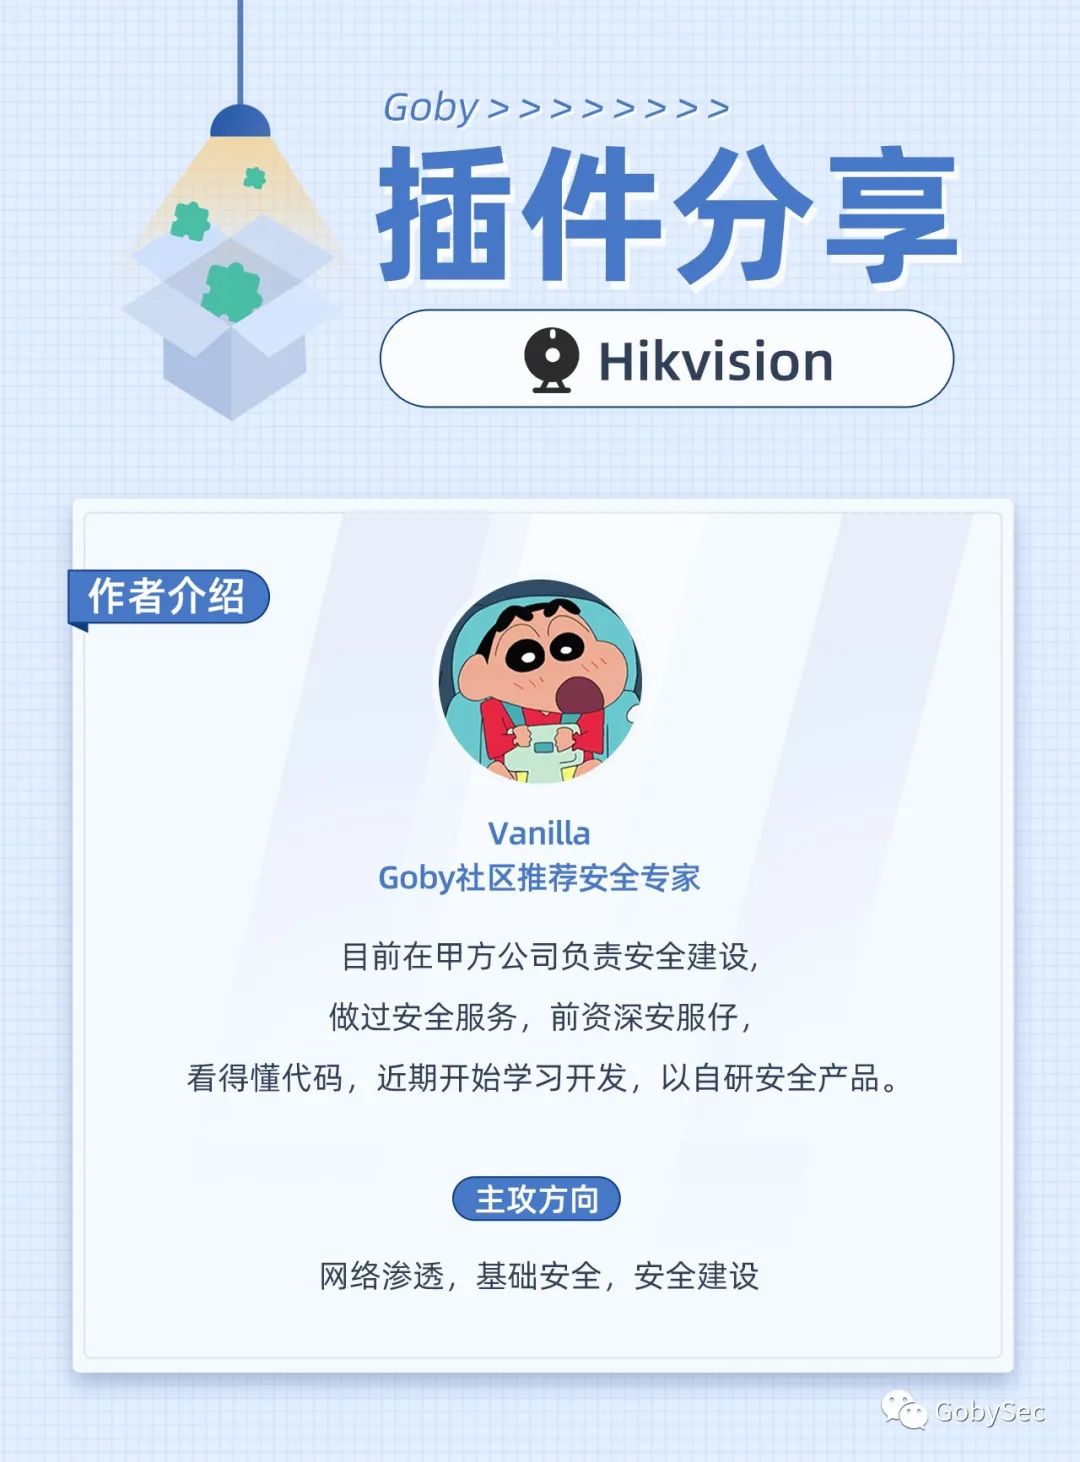 Goby>>>>>>>>
插件分享
Hikvision
作者介绍
Vanilla
Goby社区推荐安全专家
目前在甲方公司负责安全建设,
做过安全服务，前资深安服仔，
看得懂代码，近期开始学习开发，以自研安全产品。
主攻方向
网络渗透，基础安全，安全建设
GobySec